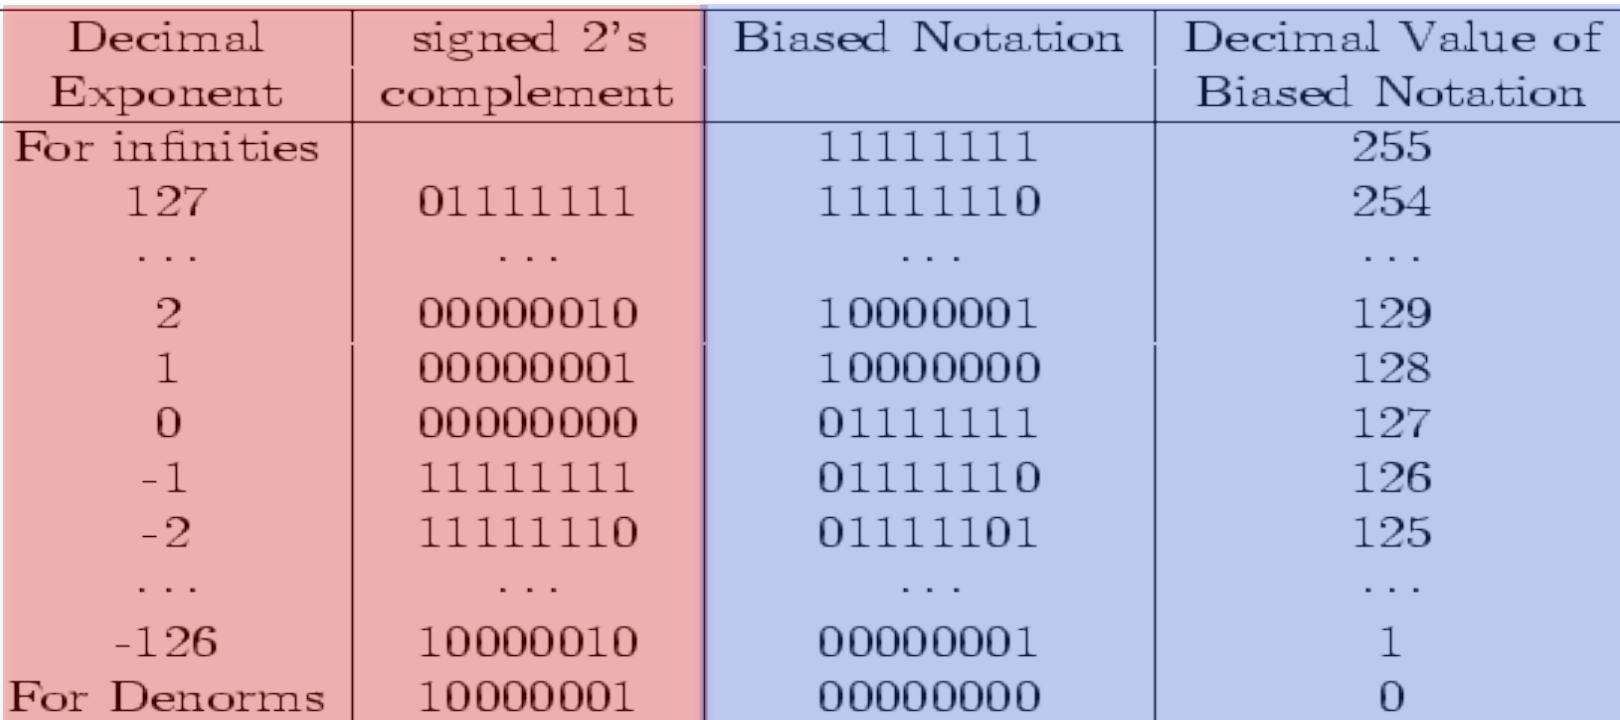 Decimal signed 2's Biased Notation Decimal Value of
Exponent complement Biased Notation
For infinities 11111111 255
127 01111111 11111110 254
... ... ... ...
2 00000010 10000001 129
1 00000001 10000000 128
0 00000000 01111111 127
-1 11111111 01111110 126
-2 11111110 01111101 125
... ... ... ...
-126 10000010 00000001 1
For Denorms 10000001 00000000 0